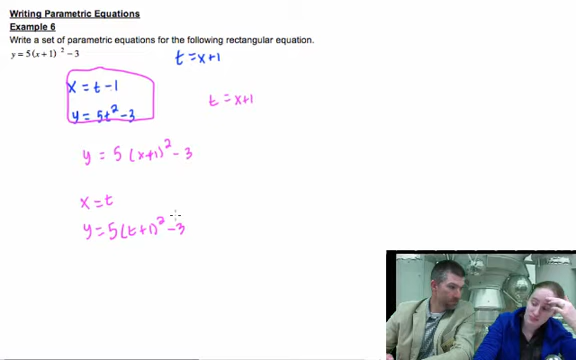 Writing Parametric Equations
Example 6
Write a set of parametric equations for the following rectangular equation.
y = 5(x + 1)² − 3
t = x+1
x = t − 1
y = 5t² − 3
t = x+1
y = 5 (x+1)² − 3
x = t
y = 5(t+1)² − 3